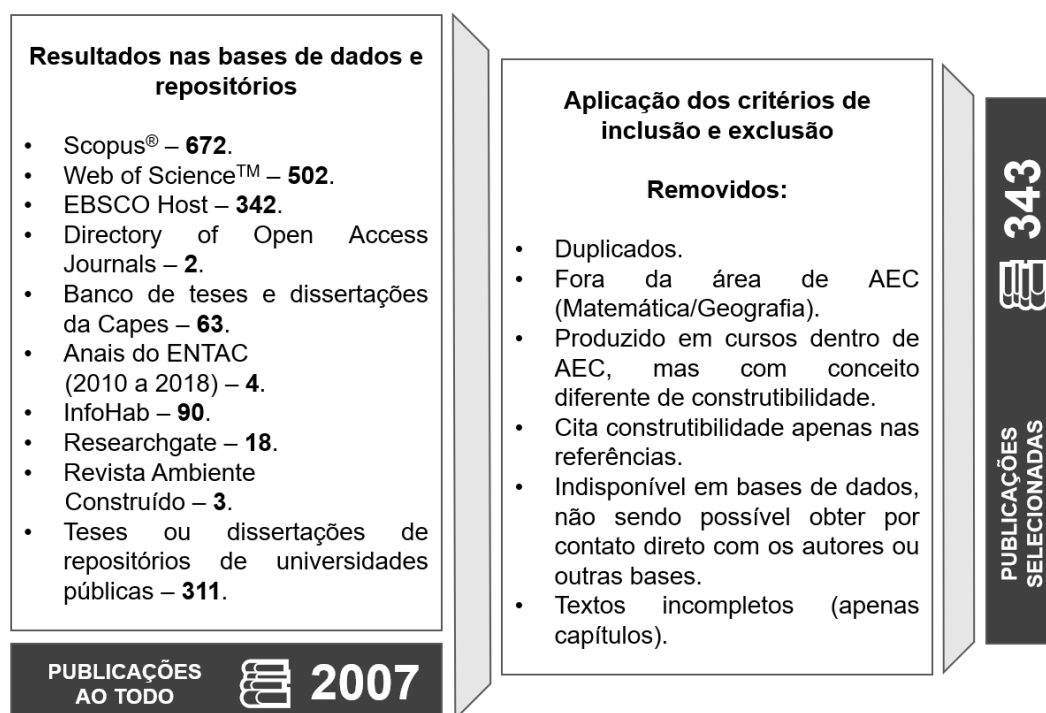 Resultados nas bases de dados e
repositórios
• Scopus® – 672.
• Web of Science™ – 502.
• EBSCO Host – 342.
• Directory of Open Access
Journals – 2.
• Banco de teses e dissertações
da Capes – 63.
• Anais do ENTAC
(2010 a 2018) – 4.
• InfoHab – 90.
• Researchgate – 18.
• Revista Ambiente
Construído – 3.
• Teses ou dissertações de
repositórios de universidades
públicas – 311.
PUBLICAÇÕES
AO TODO
2007
Aplicação dos critérios de
inclusão e exclusão
Removidos:
• Duplicados.
• Fora da área de AEC
(Matemática/Geografia).
• Produzido em cursos dentro de
AEC, mas com conceito
diferente de construtibilidade.
• Cita construtibilidade apenas nas
referências.
• Indisponível em bases de dados,
não sendo possível obter por
contato direto com os autores ou
outras bases.
• Textos incompletos (apenas
capítulos).
PUBLICAÇÕES
SELECIONADAS
343